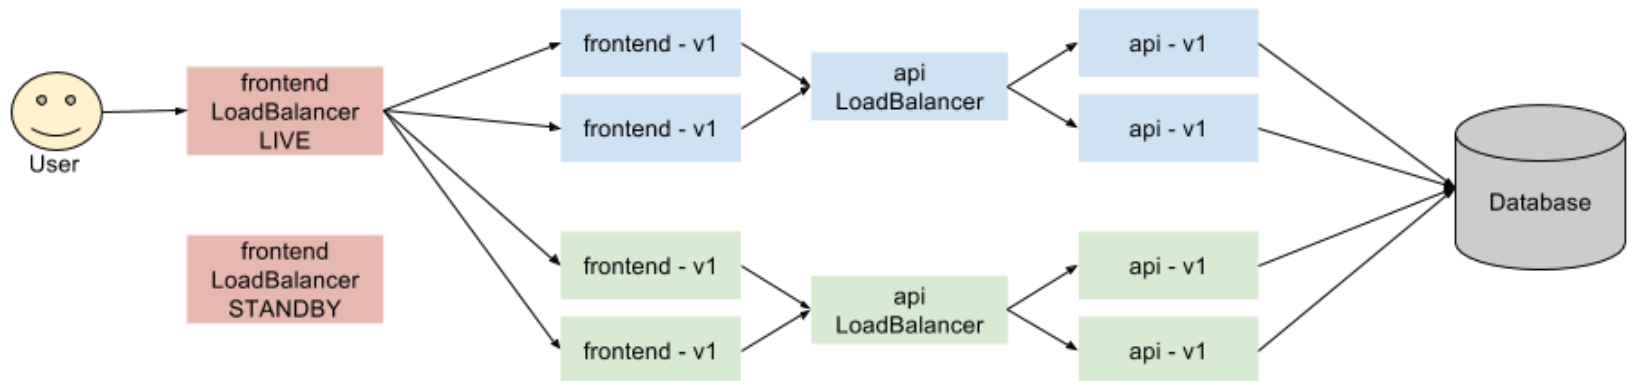 User
frontend
LoadBalancer
LIVE
frontend
LoadBalancer
STANDBY
frontend - v1
frontend - v1
api
LoadBalancer
api - v1
api - v1
frontend - v1
frontend - v1
api
LoadBalancer
api - v1
api - v1
Database